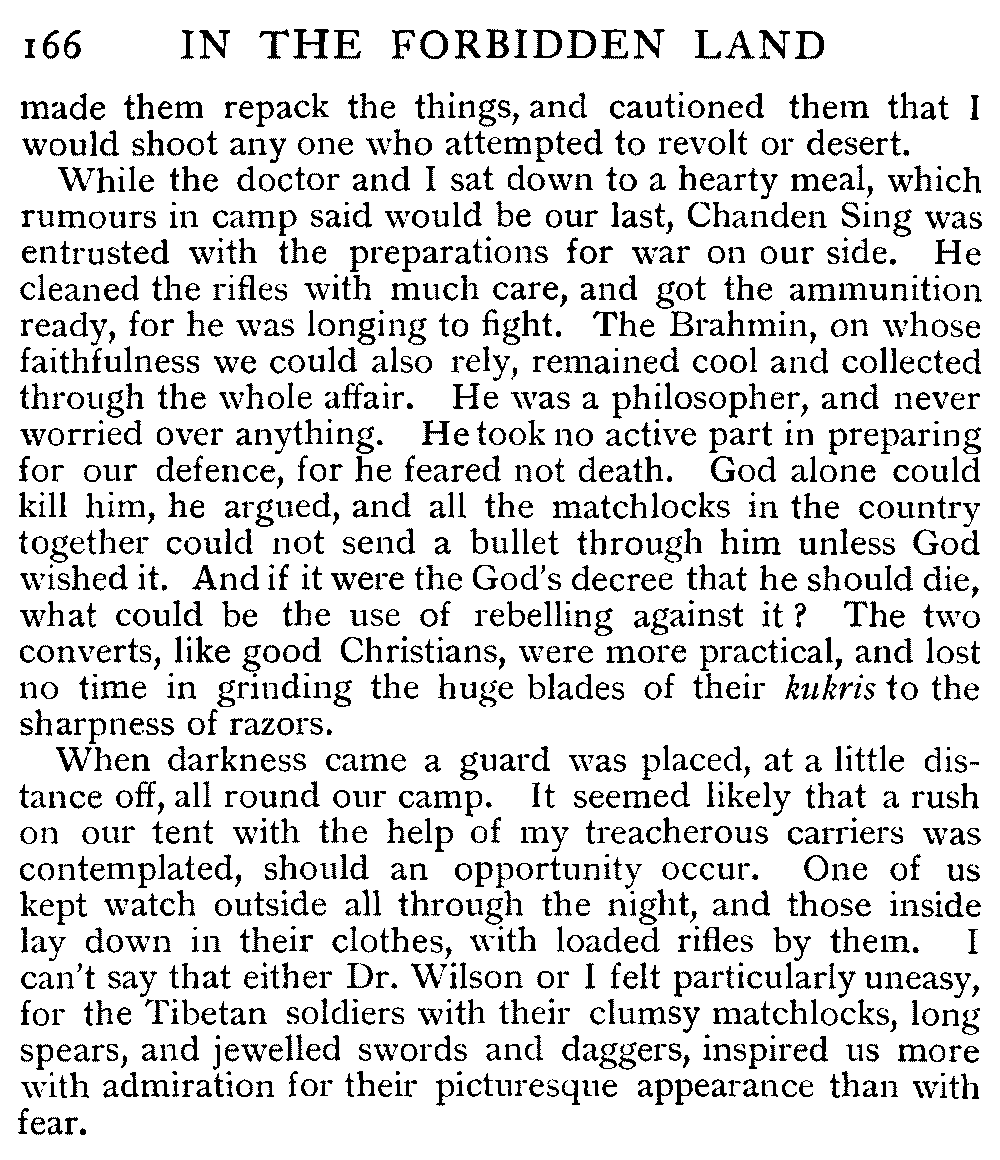 166 IN THE FORBIDDEN LAND
made them repack the things, and cautioned them that I
would shoot any one who attempted to revolt or desert.
While the doctor and I sat down to a hearty meal, which
rumours in camp said would be our last, Chanden Sing was
entrusted with the preparations for war on our side. He
cleaned the rifles with much care, and got the ammunition
ready, for he was longing to fight. The Brahmin, on whose
faithfulness we could also rely, remained cool and collected
through the whole affair. He was a philosopher, and never
worried over anything. He took no active part in preparing
for our defence, for he feared not death. God alone could
kill him, he argued, and all the matchlocks in the country
together could not send a bullet through him unless God
wished it. And if it were the God's decree that he should die,
what could be the use of rebelling against it? The two
converts, like good Christians, were more practical, and lost
no time in grinding the huge blades of their kukris to the
sharpness of razors.
When darkness came a guard was placed, at a little dis-
tance off, all round our camp. It seemed likely that a rush
on our tent with the help of my treacherous carriers was
contemplated, should an opportunity occur. One of us
kept watch outside all through the night, and those inside
lay down in their clothes, with loaded rifles by them. I
can't say that either Dr. Wilson or I felt particularly uneasy,
for the Tibetan soldiers with their clumsy matchlocks, long
spears, and jewelled swords and daggers, inspired us more
with admiration for their picturesque appearance than with
fear.